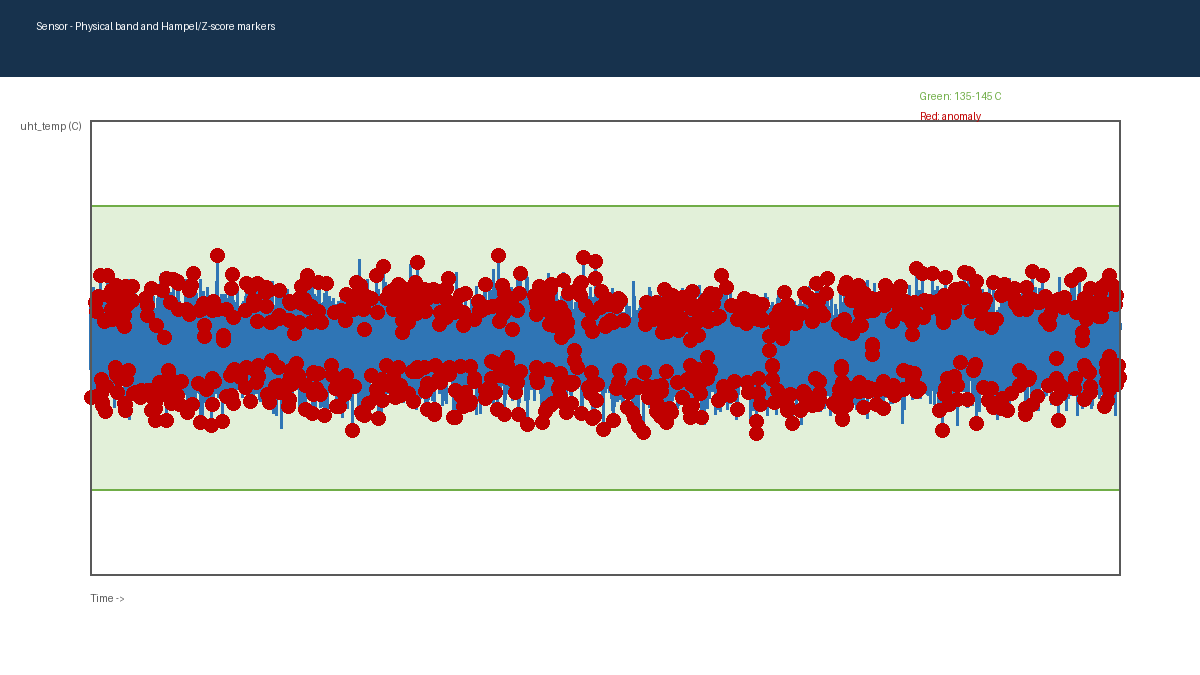 Sensor - Physical band and Hampel/Z-score markers
Green: 135-145 C
Red: anomaly
uht_temp (C)
Time ->